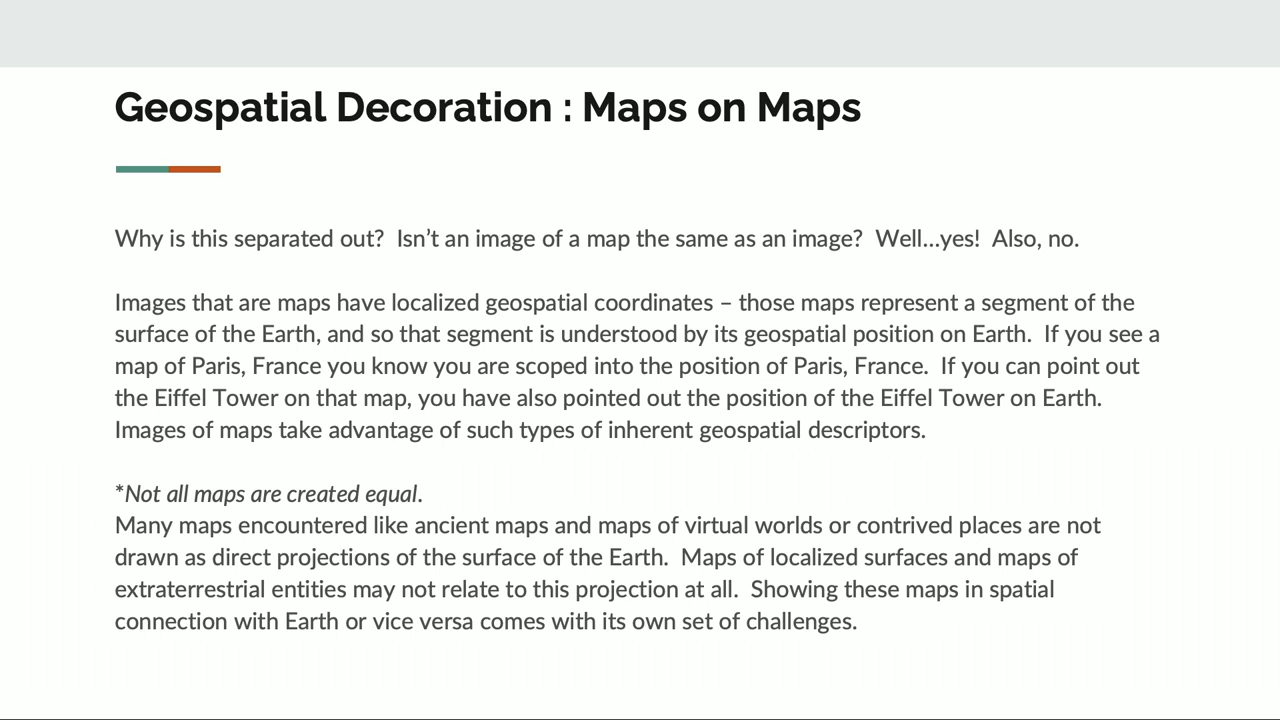 Geospatial Decoration : Maps on Maps
Why is this separated out?  Isn’t an image of a map the same as an image?  Well...yes!  Also, no.
Images that are maps have localized geospatial coordinates – those maps represent a segment of the
surface of the Earth, and so that segment is understood by its geospatial position on Earth.  If you see a
map of Paris, France you know you are scoped into the position of Paris, France.  If you can point out
the Eiffel Tower on that map, you have also pointed out the position of the Eiffel Tower on Earth.
Images of maps take advantage of such types of inherent geospatial descriptors.
*Not all maps are created equal.
Many maps encountered like ancient maps and maps of virtual worlds or contrived places are not
drawn as direct projections of the surface of the Earth.  Maps of localized surfaces and maps of
extraterrestrial entities may not relate to this projection at all.  Showing these maps in spatial
connection with Earth or vice versa comes with its own set of challenges.